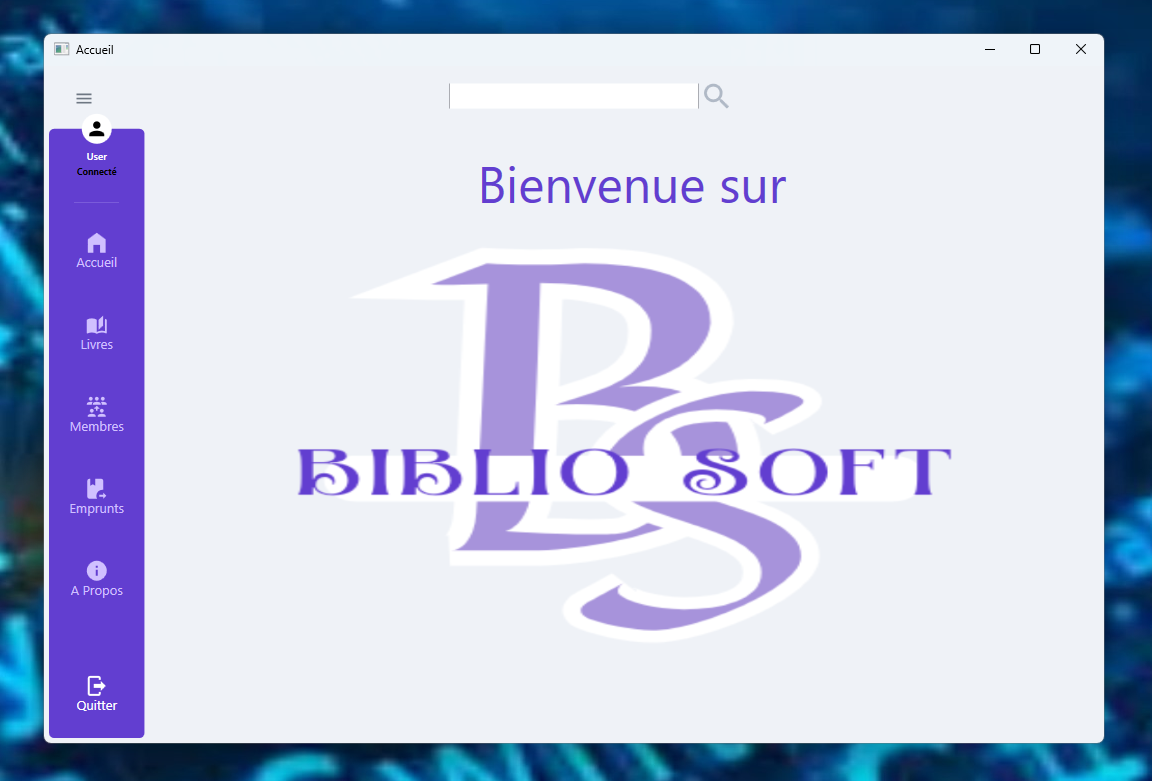 Accueil
User
Connecté
Accueil
Livres
Membres
Emprunts
A Propos
Quitter
Bienvenue sur
BS
BIBLIO SOFT